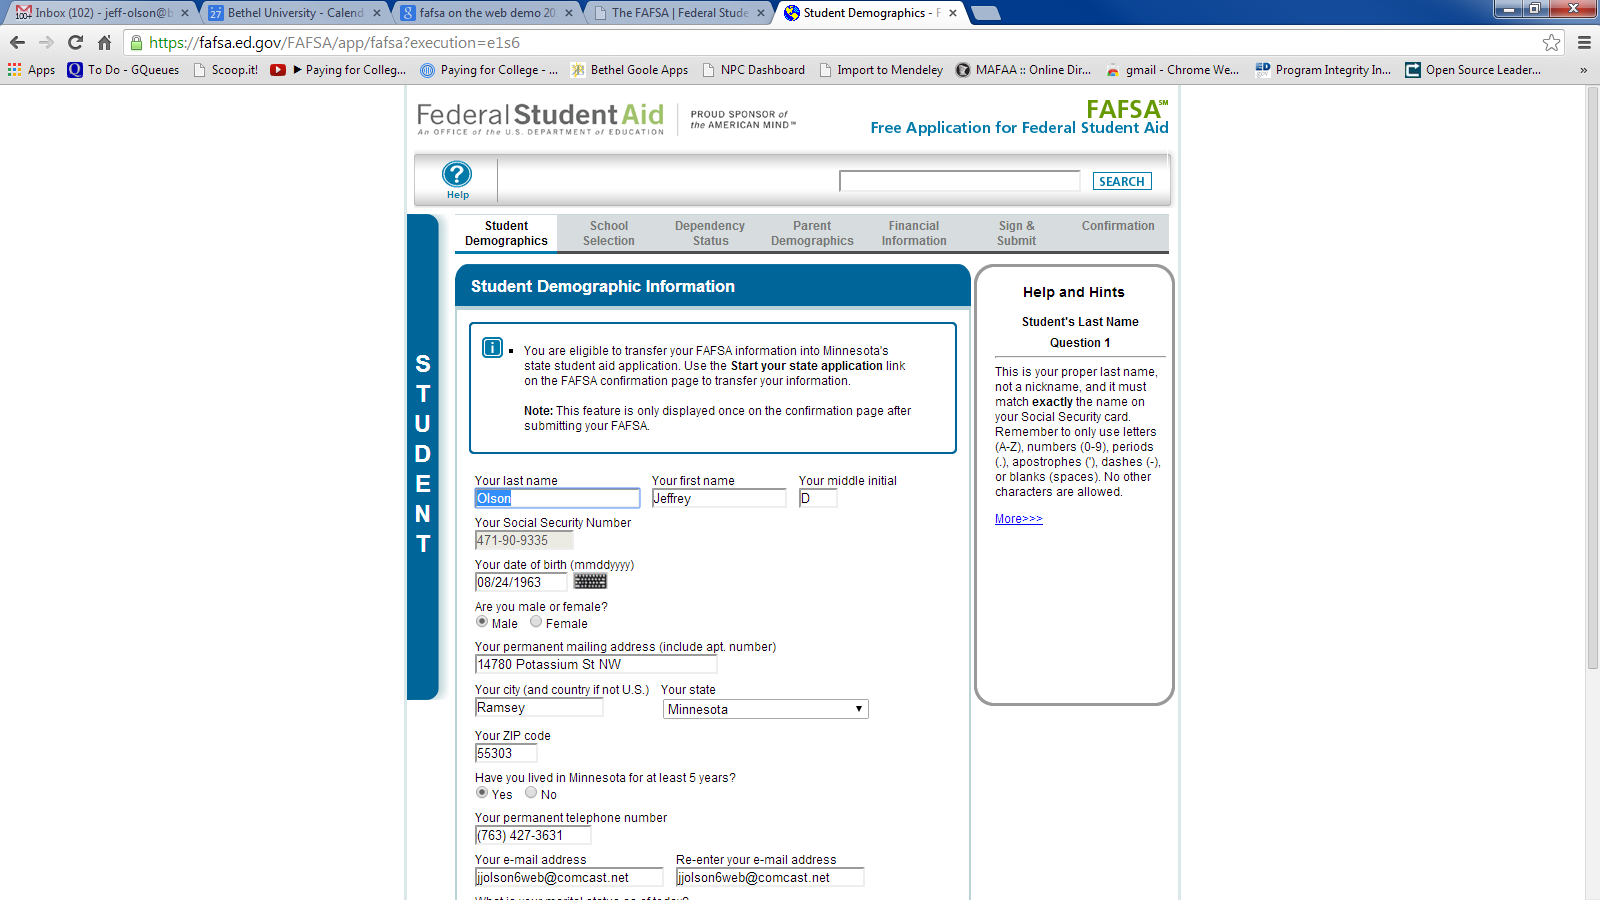 Inbox (102) - jeff-olson@b
Bethel University - Calend
fafsa on the web demo 20
The FAFSA | Federal Stude
Student Demographics - F
https://fafsa.ed.gov/FAFSA/app/fafsa?execution=e1s6
Apps
To Do - GQueues
Scoop.it!
► Paying for Colleg...
Paying for College - ...
Bethel Goole Apps
NPC Dashboard
Import to Mendeley
MAFAA :: Online Dir...
gmail - Chrome We...
Program Integrity In...
Open Source Leader...
»
Federal Student Aid
An OFFICE of the U.S. DEPARTMENT of EDUCATION
PROUD SPONSOR of
the AMERICAN MIND™
FAFSA℠
Free Application for Federal Student Aid
?
Help
SEARCH
Student
Demographics
School
Selection
Dependency
Status
Parent
Demographics
Financial
Information
Sign &
Submit
Confirmation
STUDENT
Student Demographic Information
You are eligible to transfer your FAFSA information into Minnesota's
state student aid application. Use the Start your state application link
on the FAFSA confirmation page to transfer your information.
Note: This feature is only displayed once on the confirmation page after
submitting your FAFSA.
Your last name
Olson
Your first name
Jeffrey
Your middle initial
D
Your Social Security Number
471-90-9335
Your date of birth (mmddyyyy)
08/24/1963
Are you male or female?
Male
Female
Your permanent mailing address (include apt. number)
14780 Potassium St NW
Your city (and country if not U.S.)
Ramsey
Your state
Minnesota
Your ZIP code
55303
Have you lived in Minnesota for at least 5 years?
Yes
No
Your permanent telephone number
(763) 427-3631
Your e-mail address
jjolson6web@comcast.net
Re-enter your e-mail address
jjolson6web@comcast.net
Help and Hints
Student's Last Name
Question 1
This is your proper last name,
not a nickname, and it must
match exactly the name on
your Social Security card.
Remember to only use letters
(A-Z), numbers (0-9), periods
(.), apostrophes ('), dashes (-),
or blanks (spaces). No other
characters are allowed.
More>>>